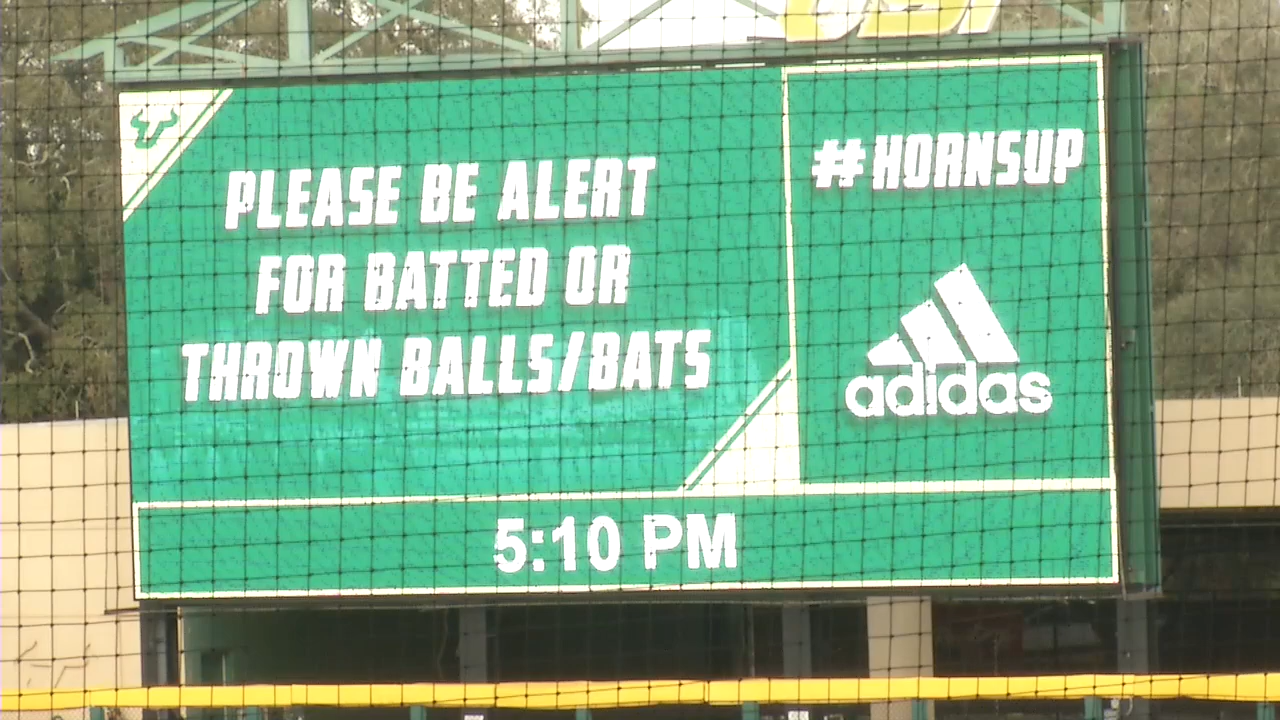 PLEASE BE ALERT
FOR BATTED OR
THROWN BALLS/BATS
#HORNSUP
adidas
5:10 PM